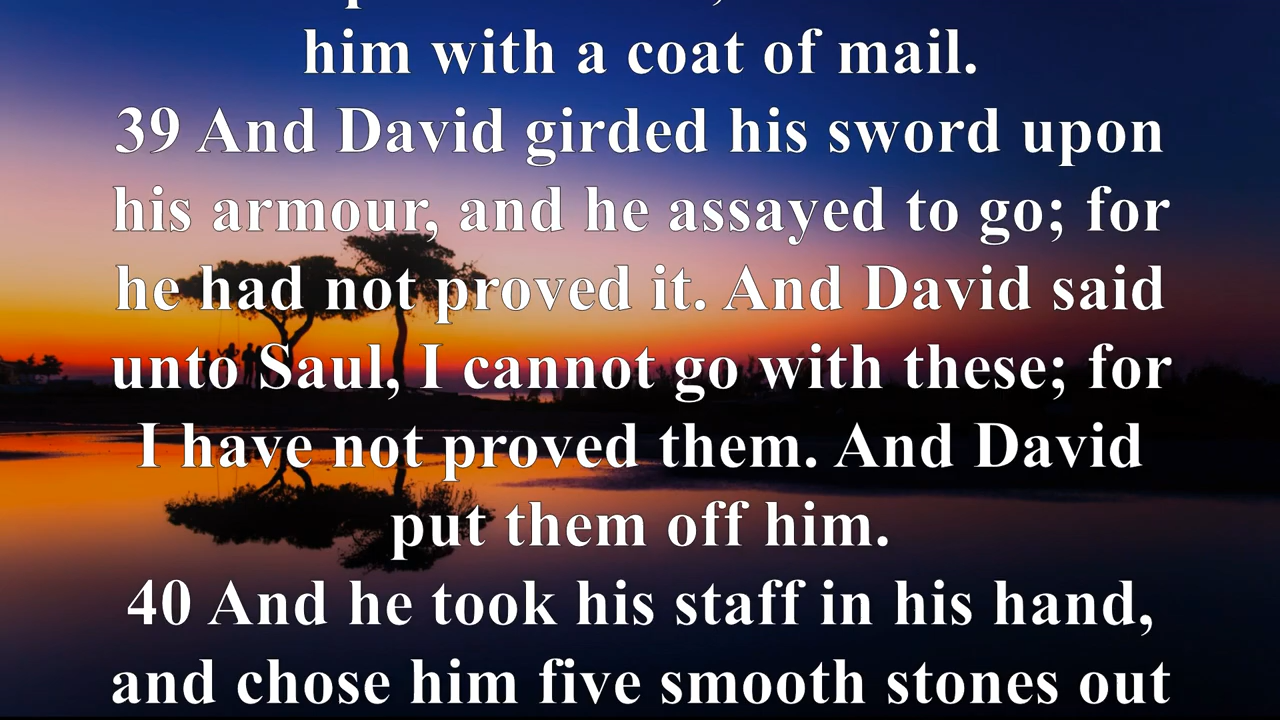 him with a coat of mail.
39 And David girded his sword upon
his armour, and he assayed to go; for
he had not proved it. And David said
unto Saul, I cannot go with these; for
I have not proved them. And David
put them off him.
40 And he took his staff in his hand,
and chose him five smooth stones out